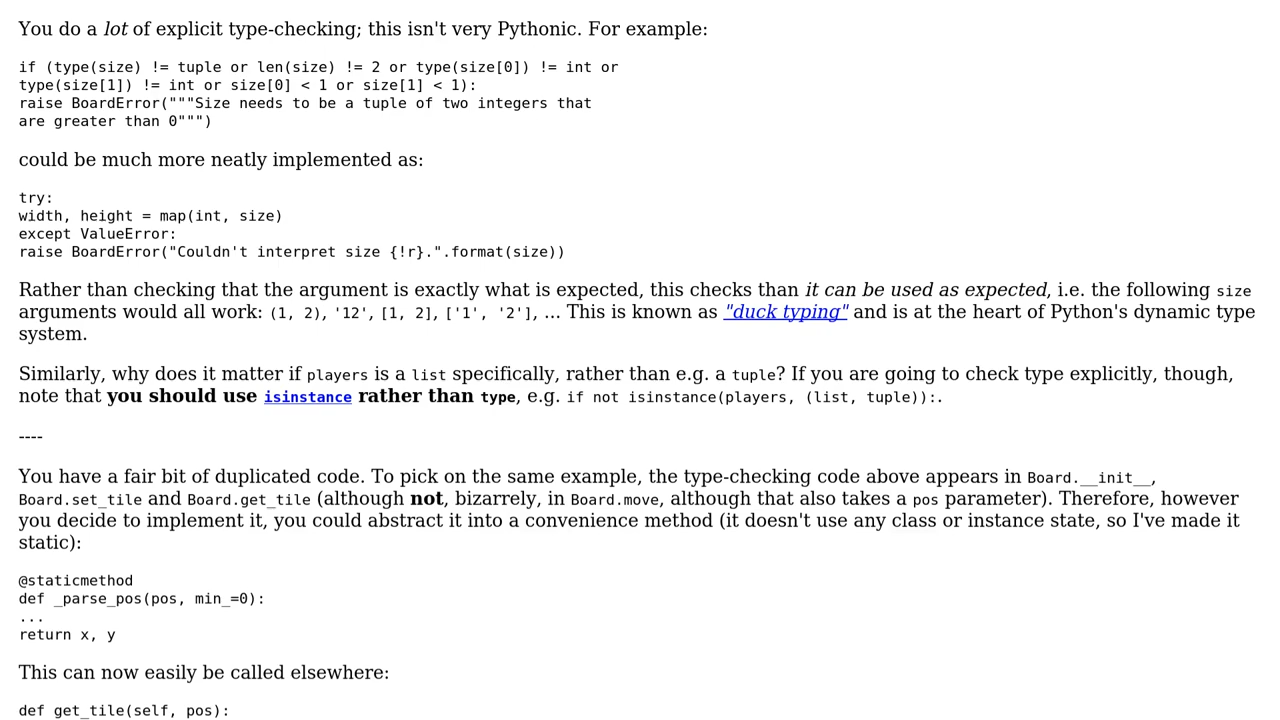 You do a lot of explicit type-checking; this isn't very Pythonic. For example:
if (type(size) != tuple or len(size) != 2 or type(size[0]) != int or
type(size[1]) != int or size[0] < 1 or size[1] < 1):
raise BoardError("""Size needs to be a tuple of two integers that
are greater than 0""")
could be much more neatly implemented as:
try:
width, height = map(int, size)
except ValueError:
raise BoardError("Couldn't interpret size {!r}.".format(size))
Rather than checking that the argument is exactly what is expected, this checks than it can be used as expected, i.e. the following size
arguments would all work: (1, 2), '12', [1, 2], ['1', '2'], ... This is known as "duck typing" and is at the heart of Python's dynamic type
system.
Similarly, why does it matter if players is a list specifically, rather than e.g. a tuple? If you are going to check type explicitly, though,
note that you should use isinstance rather than type, e.g. if not isinstance(players, (list, tuple)):.
----
You have a fair bit of duplicated code. To pick on the same example, the type-checking code above appears in Board.__init__,
Board.set_tile and Board.get_tile (although not, bizarrely, in Board.move, although that also takes a pos parameter). Therefore, however
you decide to implement it, you could abstract it into a convenience method (it doesn't use any class or instance state, so I've made it
static):
@staticmethod
def _parse_pos(pos, min_=0):
...
return x, y
This can now easily be called elsewhere:
def get_tile(self, pos):